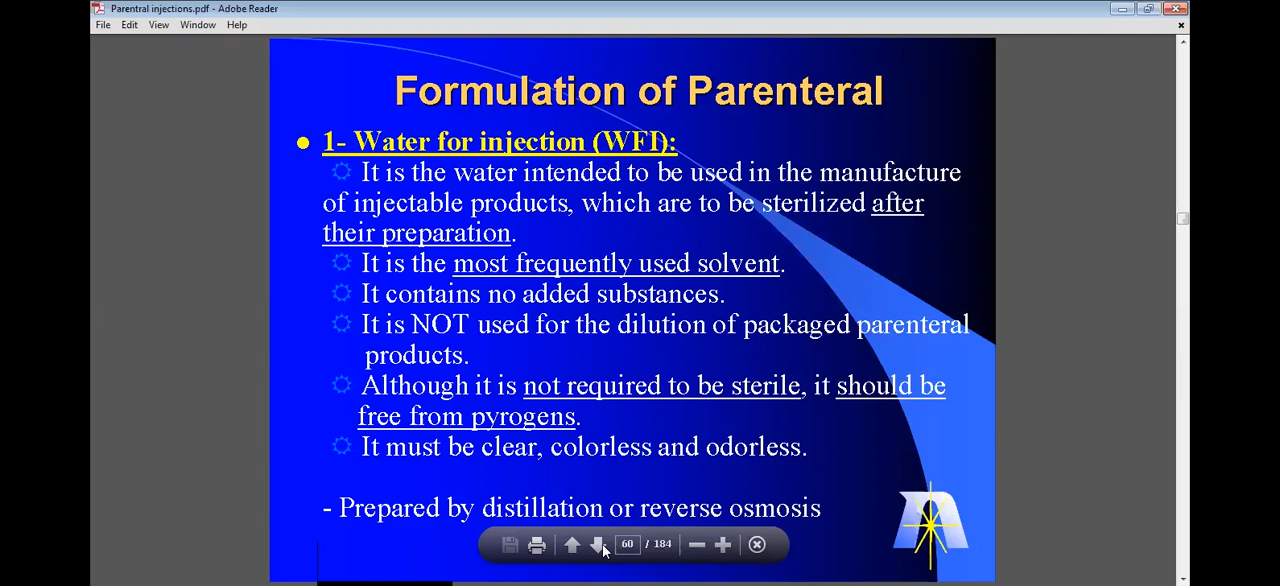 Parentral injections.pdf - Adobe Reader
File Edit View Window Help
Formulation of Parenteral
1- Water for injection (WFI):
It is the water intended to be used in the manufacture
of injectable products, which are to be sterilized after
their preparation.
It is the most frequently used solvent.
It contains no added substances.
It is NOT used for the dilution of packaged parenteral
products.
Although it is not required to be sterile, it should be
free from pyrogens.
It must be clear, colorless and odorless.
- Prepared by distillation or reverse osmosis
60 / 184